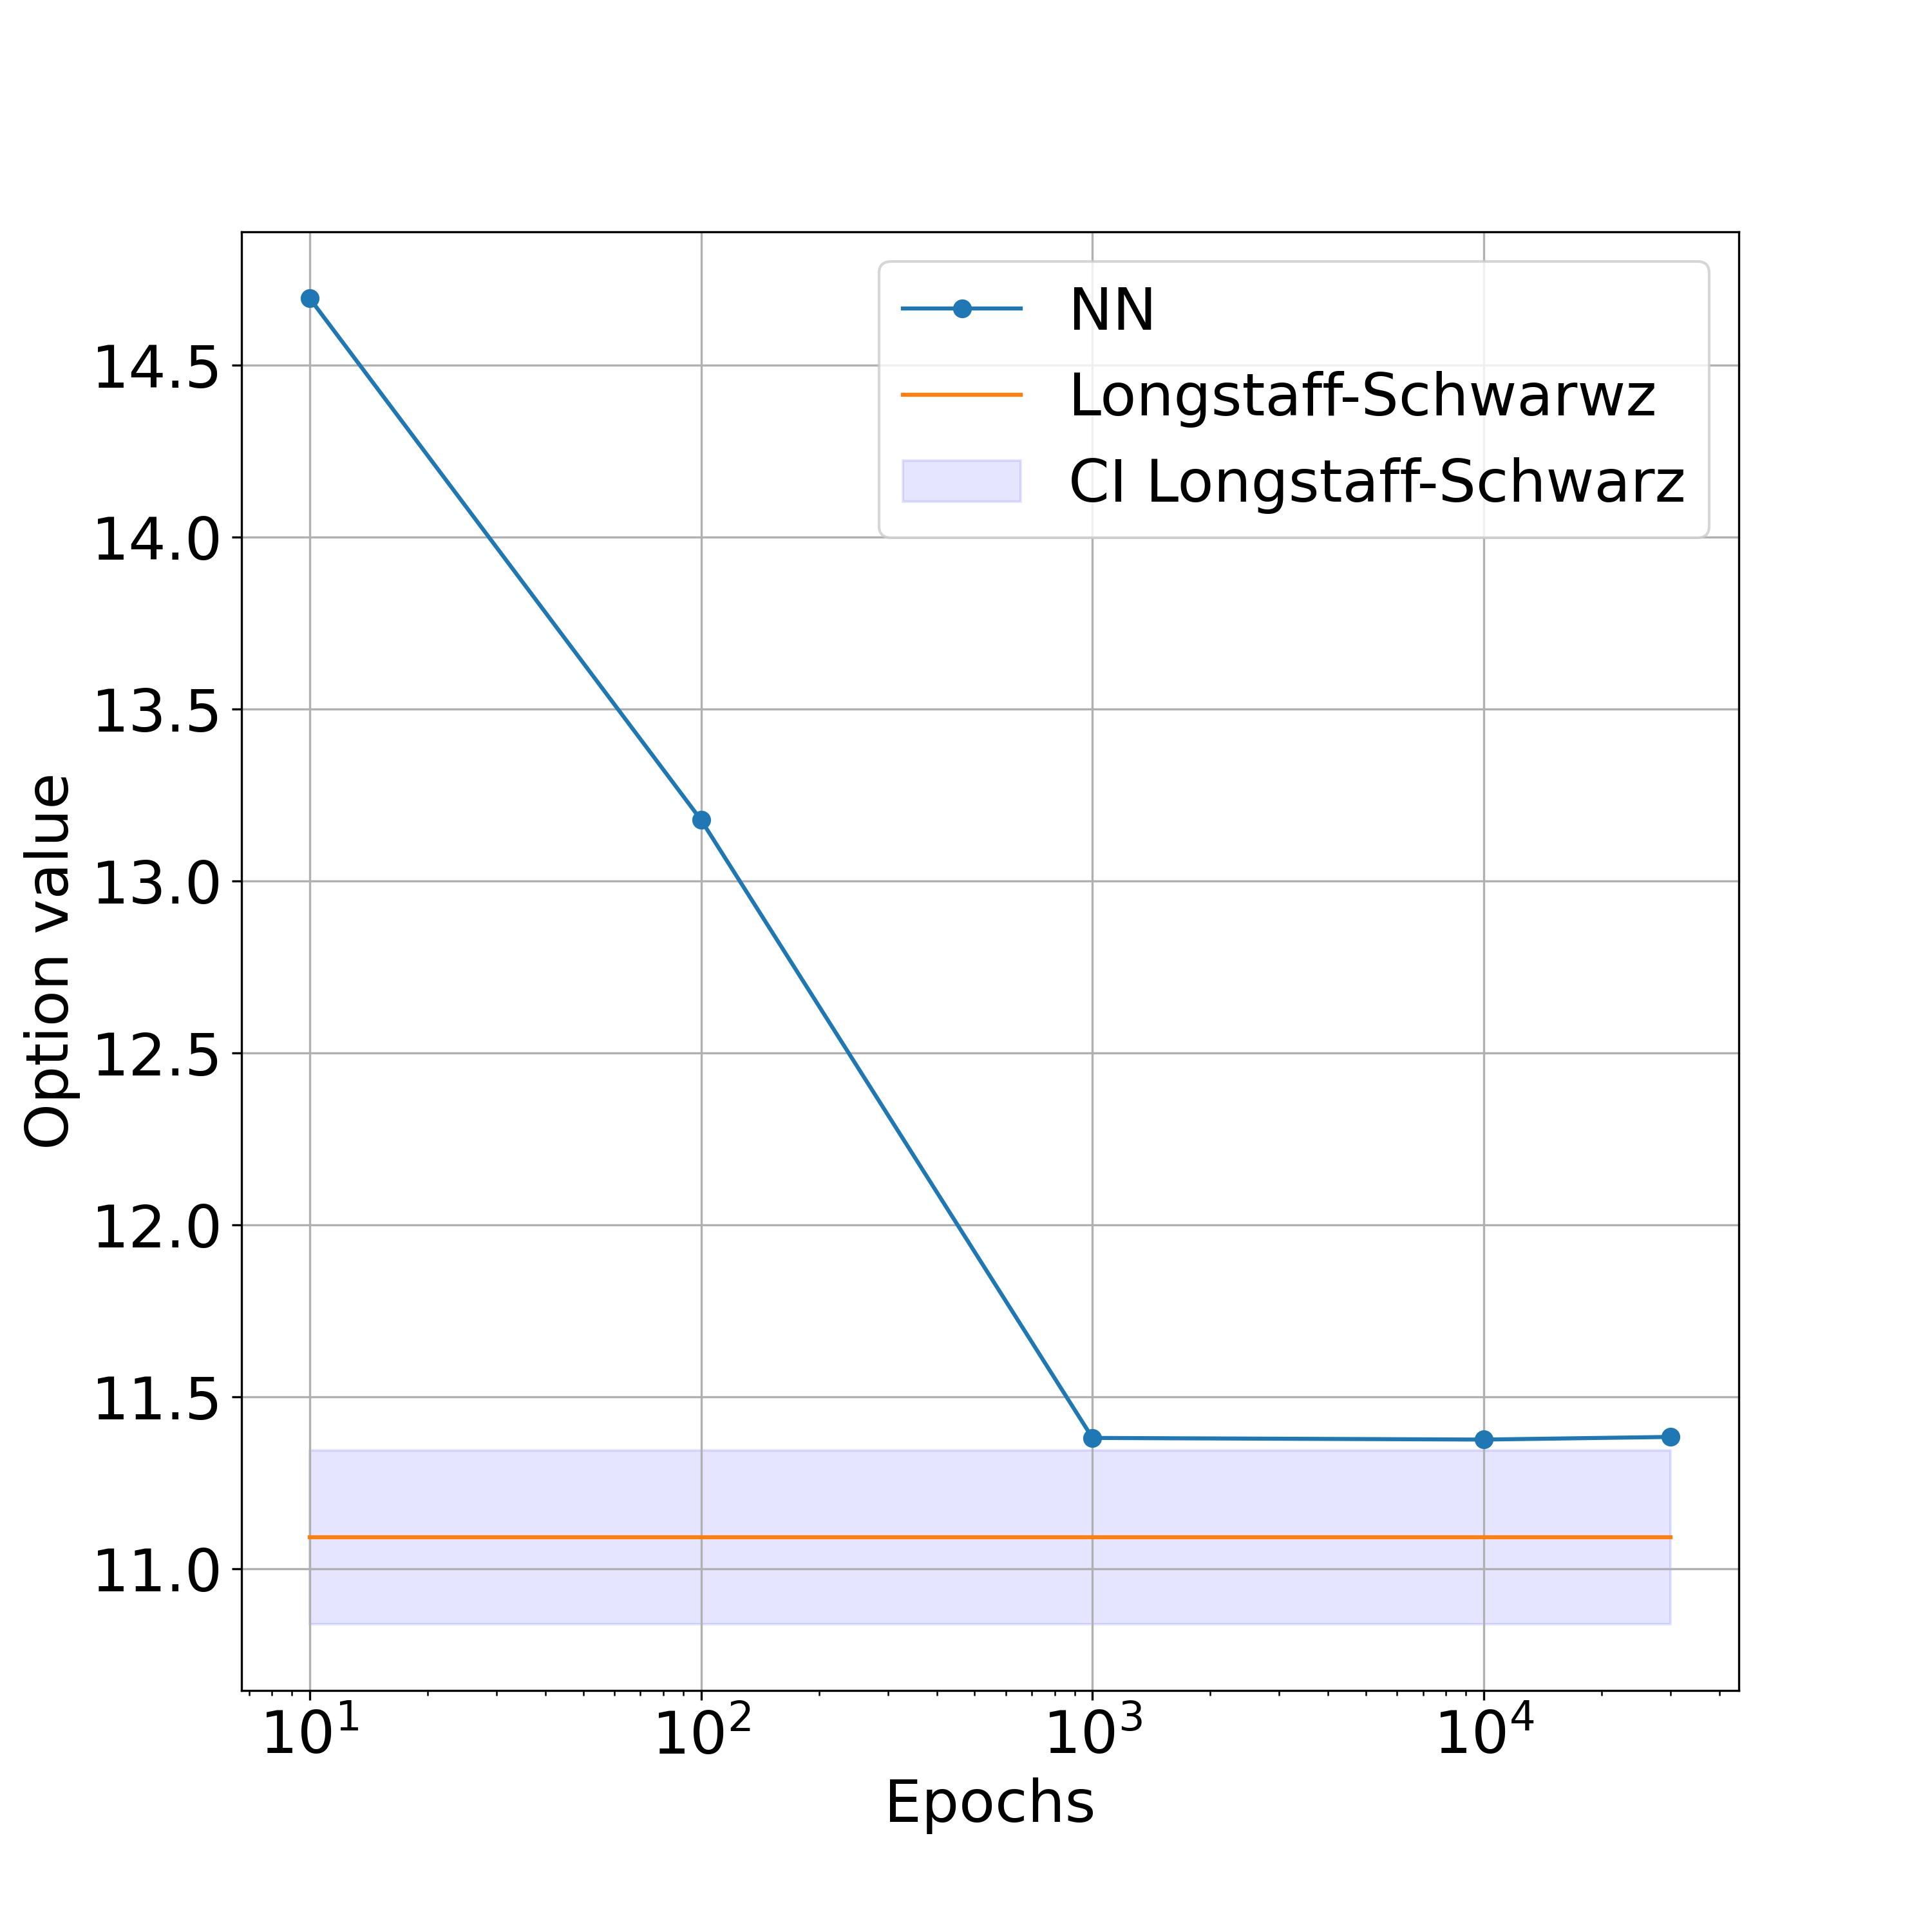 NN
Longstaff-Schwarwz
CI Longstaff-Schwarz
14.5
14.0
13.5
13.0
12.5
12.0
11.5
11.0
Option value
10¹ 10² 10³ 10⁴
Epochs